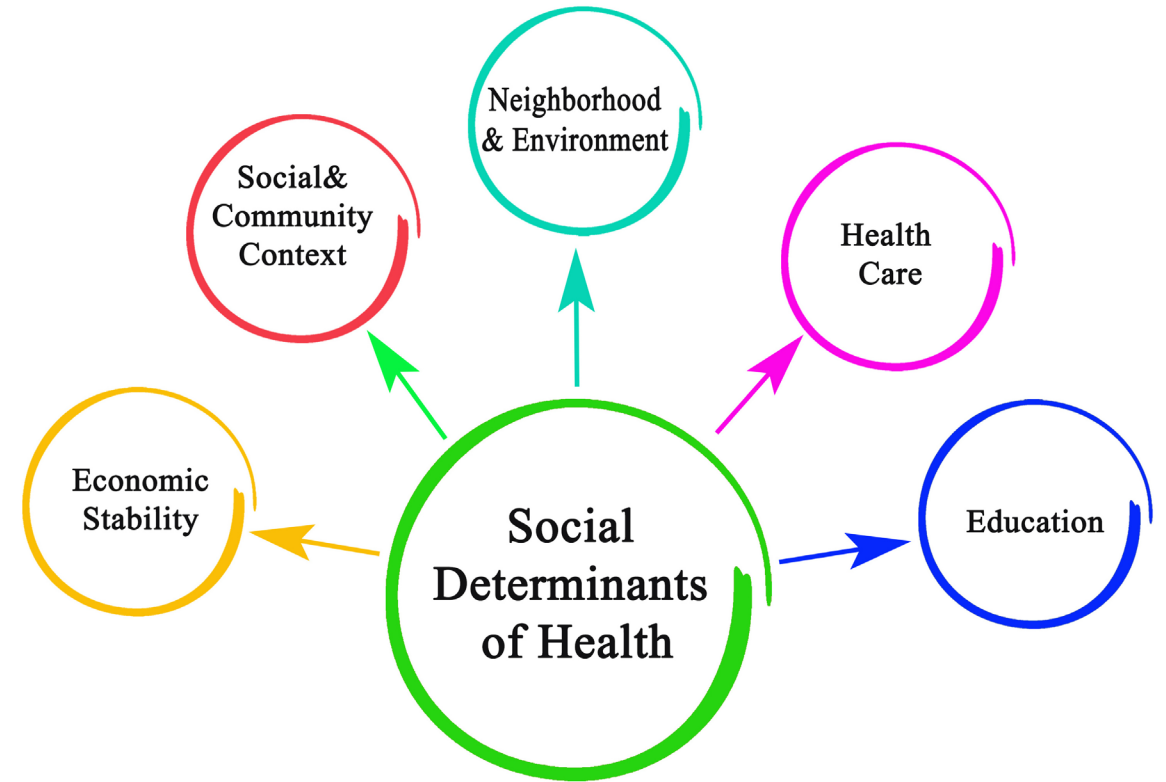 Neighborhood
& Environment
Social&
Community
Context
Health
Care
Economic
Stability
Education
Social
Determinants
of Health